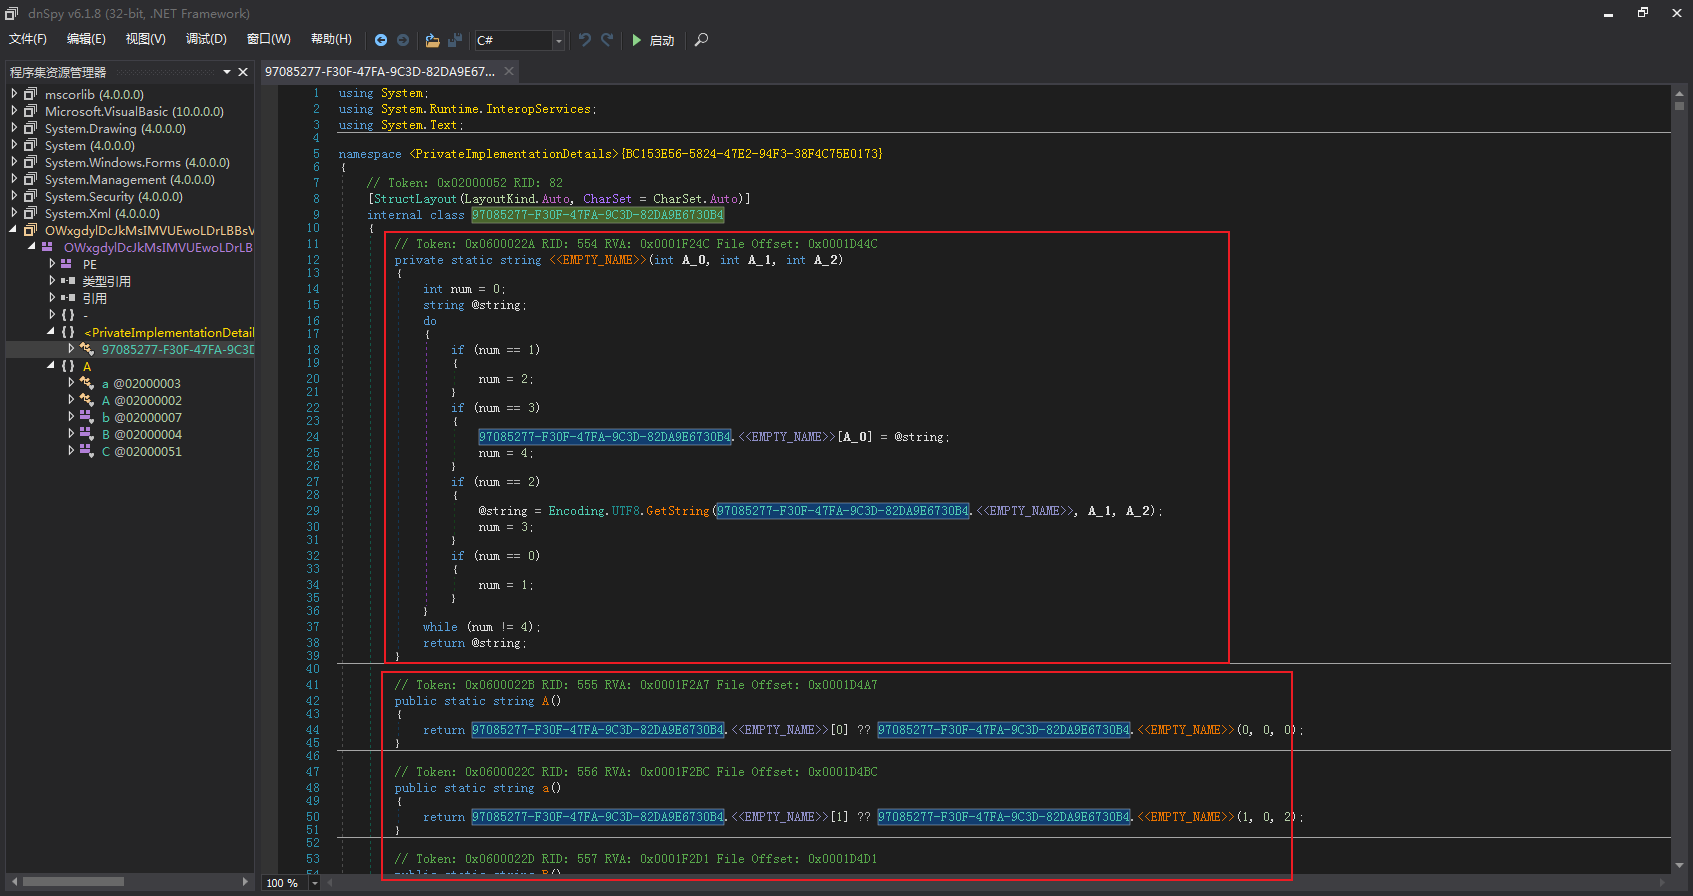 dnSpy v6.1.8 (32-bit, .NET Framework)
文件(F) 编辑(E) 视图(V) 调试(D) 窗口(W) 帮助(H) C# 启动
程序集资源管理器
mscorlib (4.0.0.0)
Microsoft.VisualBasic (10.0.0.0)
System.Drawing (4.0.0.0)
System (4.0.0.0)
System.Windows.Forms (4.0.0.0)
System.Management (4.0.0.0)
System.Security (4.0.0.0)
System.Xml (4.0.0.0)
OWxgdylDcJkMsIMVUEwoLDrLBBsV
OWxgdylDcJkMsIMVUEwoLDrLBB
PE
类型引用
引用
{ } -
{ } <PrivateImplementationDetail
97085277-F30F-47FA-9C3D
{ } A
a @02000003
A @02000002
b @02000007
B @02000004
C @02000051
97085277-F30F-47FA-9C3D-82DA9E67...
1 using System;
2 using System.Runtime.InteropServices;
3 using System.Text;
4
5 namespace <PrivateImplementationDetails>{BC153E56-5824-47E2-94F3-38F4C75E0173}
6 {
7 // Token: 0x02000052 RID: 82
8 [StructLayout(LayoutKind.Auto, CharSet = CharSet.Auto)]
9 internal class 97085277-F30F-47FA-9C3D-82DA9E6730B4
10 {
11 // Token: 0x0600022A RID: 554 RVA: 0x0001F24C File Offset: 0x0001D44C
12 private static string <<EMPTY_NAME>>(int A_0, int A_1, int A_2)
13 {
14 int num = 0;
15 string @string;
16 do
17 {
18 if (num == 1)
19 {
20 num = 2;
21 }
22 if (num == 3)
23 {
24 97085277-F30F-47FA-9C3D-82DA9E6730B4.<<EMPTY_NAME>>[A_0] = @string;
25 num = 4;
26 }
27 if (num == 2)
28 {
29 @string = Encoding.UTF8.GetString(97085277-F30F-47FA-9C3D-82DA9E6730B4.<<EMPTY_NAME>>, A_1, A_2);
30 num = 3;
31 }
32 if (num == 0)
33 {
34 num = 1;
35 }
36 }
37 while (num != 4);
38 return @string;
39 }
40
41 // Token: 0x0600022B RID: 555 RVA: 0x0001F2A7 File Offset: 0x0001D4A7
42 public static string A()
43 {
44 return 97085277-F30F-47FA-9C3D-82DA9E6730B4.<<EMPTY_NAME>>[0] ?? 97085277-F30F-47FA-9C3D-82DA9E6730B4.<<EMPTY_NAME>>(0, 0, 0);
45 }
46
47 // Token: 0x0600022C RID: 556 RVA: 0x0001F2BC File Offset: 0x0001D4BC
48 public static string a()
49 {
50 return 97085277-F30F-47FA-9C3D-82DA9E6730B4.<<EMPTY_NAME>>[1] ?? 97085277-F30F-47FA-9C3D-82DA9E6730B4.<<EMPTY_NAME>>(1, 0, 2);
51 }
52
53 // Token: 0x0600022D RID: 557 RVA: 0x0001F2D1 File Offset: 0x0001D4D1
54 public static string B()
100 %